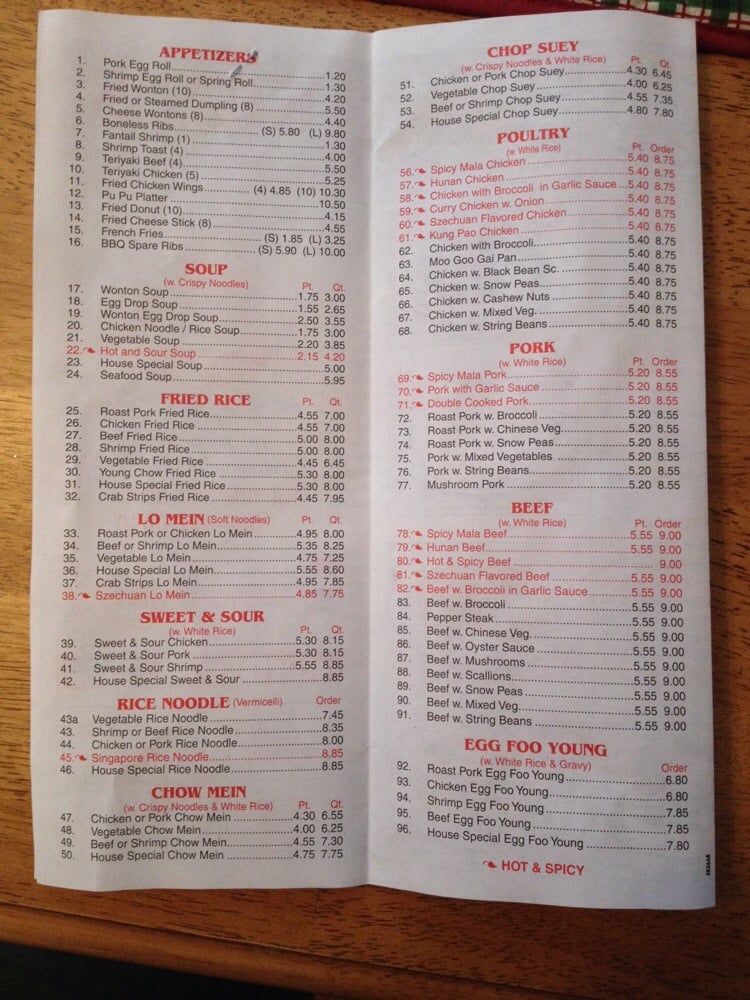 APPETIZERS
1. Pork Egg Roll..........1.20
2. Shrimp Egg Roll or Spring Roll..........1.30
3. Fried Wonton (10)..........4.20
4. Fried or Steamed Dumpling (8)..........5.50
5. Cheese Wontons (8)..........4.40
6. Boneless Ribs..........(S) 5.80 (L) 9.80
7. Fantail Shrimp (1)..........1.30
8. Shrimp Toast (4)..........4.00
9. Teriyaki Beef (4)..........5.50
10. Teriyaki Chicken (5)..........5.25
11. Fried Chicken Wings..........(4) 4.85 (10) 10.30
12. Pu Pu Platter..........10.50
13. Fried Donut (10)..........4.15
14. Fried Cheese Stick (8)..........4.55
15. French Fries..........(S) 1.85 (L) 3.25
16. BBQ Spare Ribs..........(S) 5.90 (L) 10.00
SOUP
(w. Crispy Noodles) Pt. Qt.
17. Wonton Soup..........1.75 3.00
18. Egg Drop Soup..........1.55 2.65
19. Wonton Egg Drop Soup..........2.50 3.55
20. Chicken Noodle / Rice Soup..........1.75 3.00
21. Vegetable Soup..........2.20 3.85
22. Hot and Sour Soup..........2.15 4.20
23. House Special Soup..........5.00
24. Seafood Soup..........5.95
FRIED RICE Pt. Qt.
25. Roast Pork Fried Rice..........4.55 7.00
26. Chicken Fried Rice..........4.55 7.00
27. Beef Fried Rice..........5.00 8.00
28. Shrimp Fried Rice..........5.00 8.00
29. Vegetable Fried Rice..........4.45 6.45
30. Young Chow Fried Rice..........5.30 8.00
31. House Special Fried Rice..........5.30 8.00
32. Crab Strips Fried Rice..........4.45 7.95
LO MEIN (Soft Noodles) Pt. Qt.
33. Roast Pork or Chicken Lo Mein..........4.95 8.00
34. Beef or Shrimp Lo Mein..........5.35 8.25
35. Vegetable Lo Mein..........4.75 7.25
36. House Special Lo Mein..........5.55 8.60
37. Crab Strips Lo Mein..........4.95 7.85
38. Szechuan Lo Mein..........4.85 7.75
SWEET & SOUR
(w. White Rice) Pt. Qt.
39. Sweet & Sour Chicken..........5.30 8.15
40. Sweet & Sour Pork..........5.30 8.15
41. Sweet & Sour Shrimp..........5.55 8.85
42. House Special Sweet & Sour..........8.85
RICE NOODLE (Vermicelli) Order
43a Vegetable Rice Noodle..........7.45
43. Shrimp or Beef Rice Noodle..........8.35
44. Chicken or Pork Rice Noodle..........8.00
45. Singapore Rice Noodle..........8.85
46. House Special Rice Noodle..........8.85
CHOW MEIN
(w. Crispy Noodles & White Rice) Pt. Qt.
47. Chicken or Pork Chow Mein..........4.30 6.55
48. Vegetable Chow Mein..........4.00 6.25
49. Beef or Shrimp Chow Mein..........4.55 7.30
50. House Special Chow Mein..........4.75 7.75
CHOP SUEY
(w. Crispy Noodles & White Rice) Pt. Qt.
51. Chicken or Pork Chop Suey..........4.30 6.45
52. Vegetable Chop Suey..........4.00 6.25
53. Beef or Shrimp Chop Suey..........4.55 7.35
54. House Special Chop Suey..........4.80 7.80
POULTRY
(w. White Rice) Pt. Order
56. Spicy Mala Chicken..........5.40 8.75
57. Hunan Chicken..........5.40 8.75
58. Chicken with Broccoli in Garlic Sauce..........5.40 8.75
59. Curry Chicken w. Onion..........5.40 8.75
60. Szechuan Flavored Chicken..........5.40 8.75
61. Kung Pao Chicken..........5.40 8.75
62. Chicken with Broccoli..........5.40 8.75
63. Moo Goo Gai Pan..........5.40 8.75
64. Chicken w. Black Bean Sc...........5.40 8.75
65. Chicken w. Snow Peas..........5.40 8.75
66. Chicken w. Cashew Nuts..........5.40 8.75
67. Chicken w. Mixed Veg...........5.40 8.75
68. Chicken w. String Beans..........5.40 8.75
PORK
(w. White Rice) Pt. Order
69. Spicy Mala Pork..........5.20 8.55
70. Pork with Garlic Sauce..........5.20 8.55
71. Double Cooked Pork..........5.20 8.55
72. Roast Pork w. Broccoli..........5.20 8.55
73. Roast Pork w. Chinese Veg...........5.20 8.55
74. Roast Pork w. Snow Peas..........5.20 8.55
75. Pork w. Mixed Vegetables..........5.20 8.55
76. Pork w. String Beans..........5.20 8.55
77. Mushroom Pork..........5.20 8.55
BEEF
(w. White Rice) Pt. Order
78. Spicy Mala Beef..........5.55 9.00
79. Hunan Beef..........5.55 9.00
80. Hot & Spicy Beef..........9.00
81. Szechuan Flavored Beef..........5.55 9.00
82. Beef w. Broccoli in Garlic Sauce..........5.55 9.00
83. Beef w. Broccoli..........5.55 9.00
84. Pepper Steak..........5.55 9.00
85. Beef w. Chinese Veg...........5.55 9.00
86. Beef w. Oyster Sauce..........5.55 9.00
87. Beef w. Mushrooms..........5.55 9.00
88. Beef w. Scallions..........5.55 9.00
89. Beef w. Snow Peas..........5.55 9.00
90. Beef w. Mixed Veg...........5.55 9.00
91. Beef w. String Beans..........5.55 9.00
EGG FOO YOUNG
(w. White Rice & Gravy) Order
92. Roast Pork Egg Foo Young..........6.80
93. Chicken Egg Foo Young..........6.80
94. Shrimp Egg Foo Young..........7.85
95. Beef Egg Foo Young..........7.85
96. House Special Egg Foo Young..........7.80
HOT & SPICY